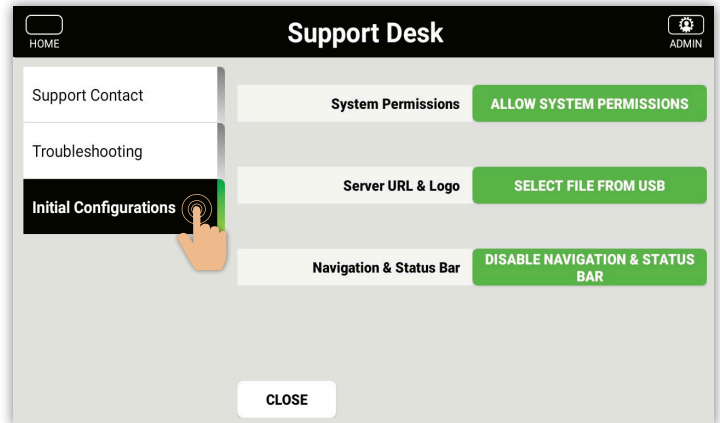 HOME
Support Desk
ADMIN
Support Contact
Troubleshooting
Initial Configurations
System Permissions
ALLOW SYSTEM PERMISSIONS
Server URL & Logo
SELECT FILE FROM USB
Navigation & Status Bar
DISABLE NAVIGATION & STATUS
BAR
CLOSE